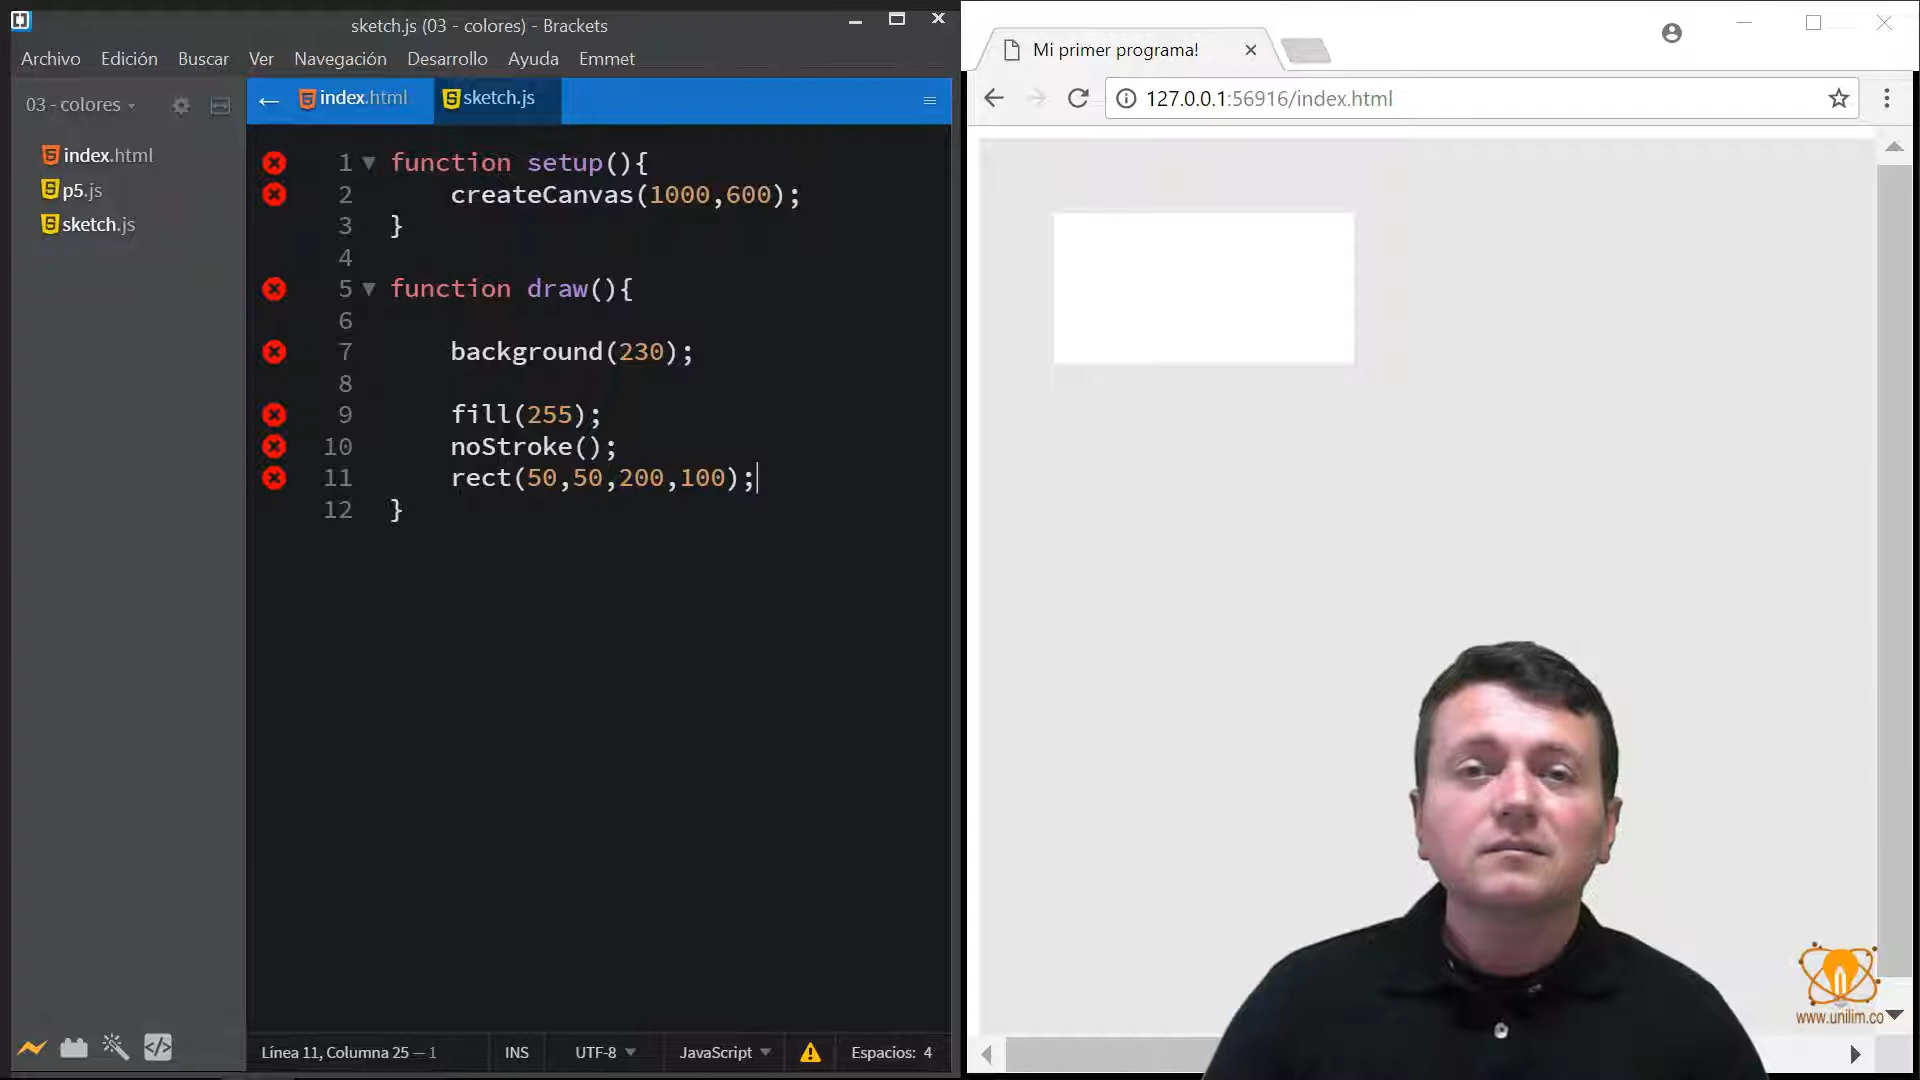 sketch.js (03 - colores) - Brackets
Archivo Edición Buscar Ver Navegación Desarrollo Ayuda Emmet
03 - colores
index.html
p5.js
sketch.js
index.html sketch.js
1 function setup(){
2 createCanvas(1000,600);
3 }
4
5 function draw(){
6
7 background(230);
8
9 fill(255);
10 noStroke();
11 rect(50,50,200,100);
12 }
Línea 11, Columna 25 — 1 INS UTF-8 JavaScript Espacios: 4
Mi primer programa!
127.0.0.1:56916/index.html
www.unilim.co